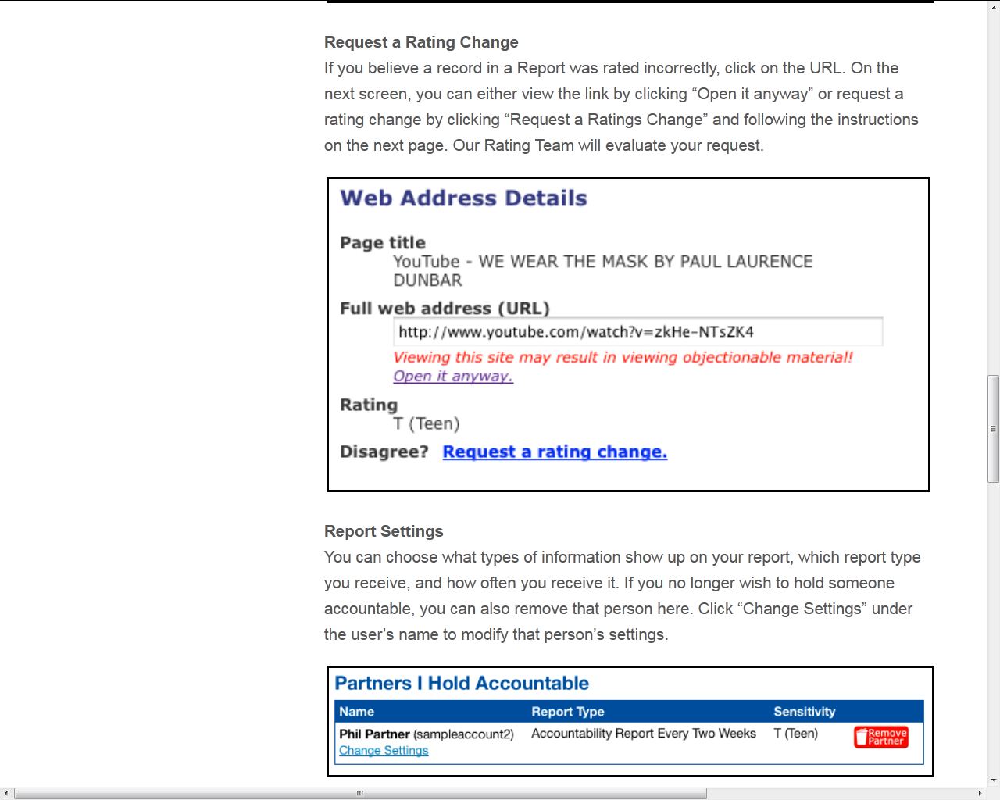 Request a Rating Change
If you believe a record in a Report was rated incorrectly, click on the URL. On the
next screen, you can either view the link by clicking “Open it anyway” or request a
rating change by clicking “Request a Ratings Change” and following the instructions
on the next page. Our Rating Team will evaluate your request.
Web Address Details
Page title
YouTube - WE WEAR THE MASK BY PAUL LAURENCE
DUNBAR
Full web address (URL)
http://www.youtube.com/watch?v=zkHe-NTsZK4
Viewing this site may result in viewing objectionable material!
Open it anyway.
Rating
T (Teen)
Disagree? Request a rating change.
Report Settings
You can choose what types of information show up on your report, which report type
you receive, and how often you receive it. If you no longer wish to hold someone
accountable, you can also remove that person here. Click “Change Settings” under
the user’s name to modify that person’s settings.
Partners I Hold Accountable
Name Report Type Sensitivity
Phil Partner (sampleaccount2) Accountability Report Every Two Weeks T (Teen) Remove Partner
Change Settings